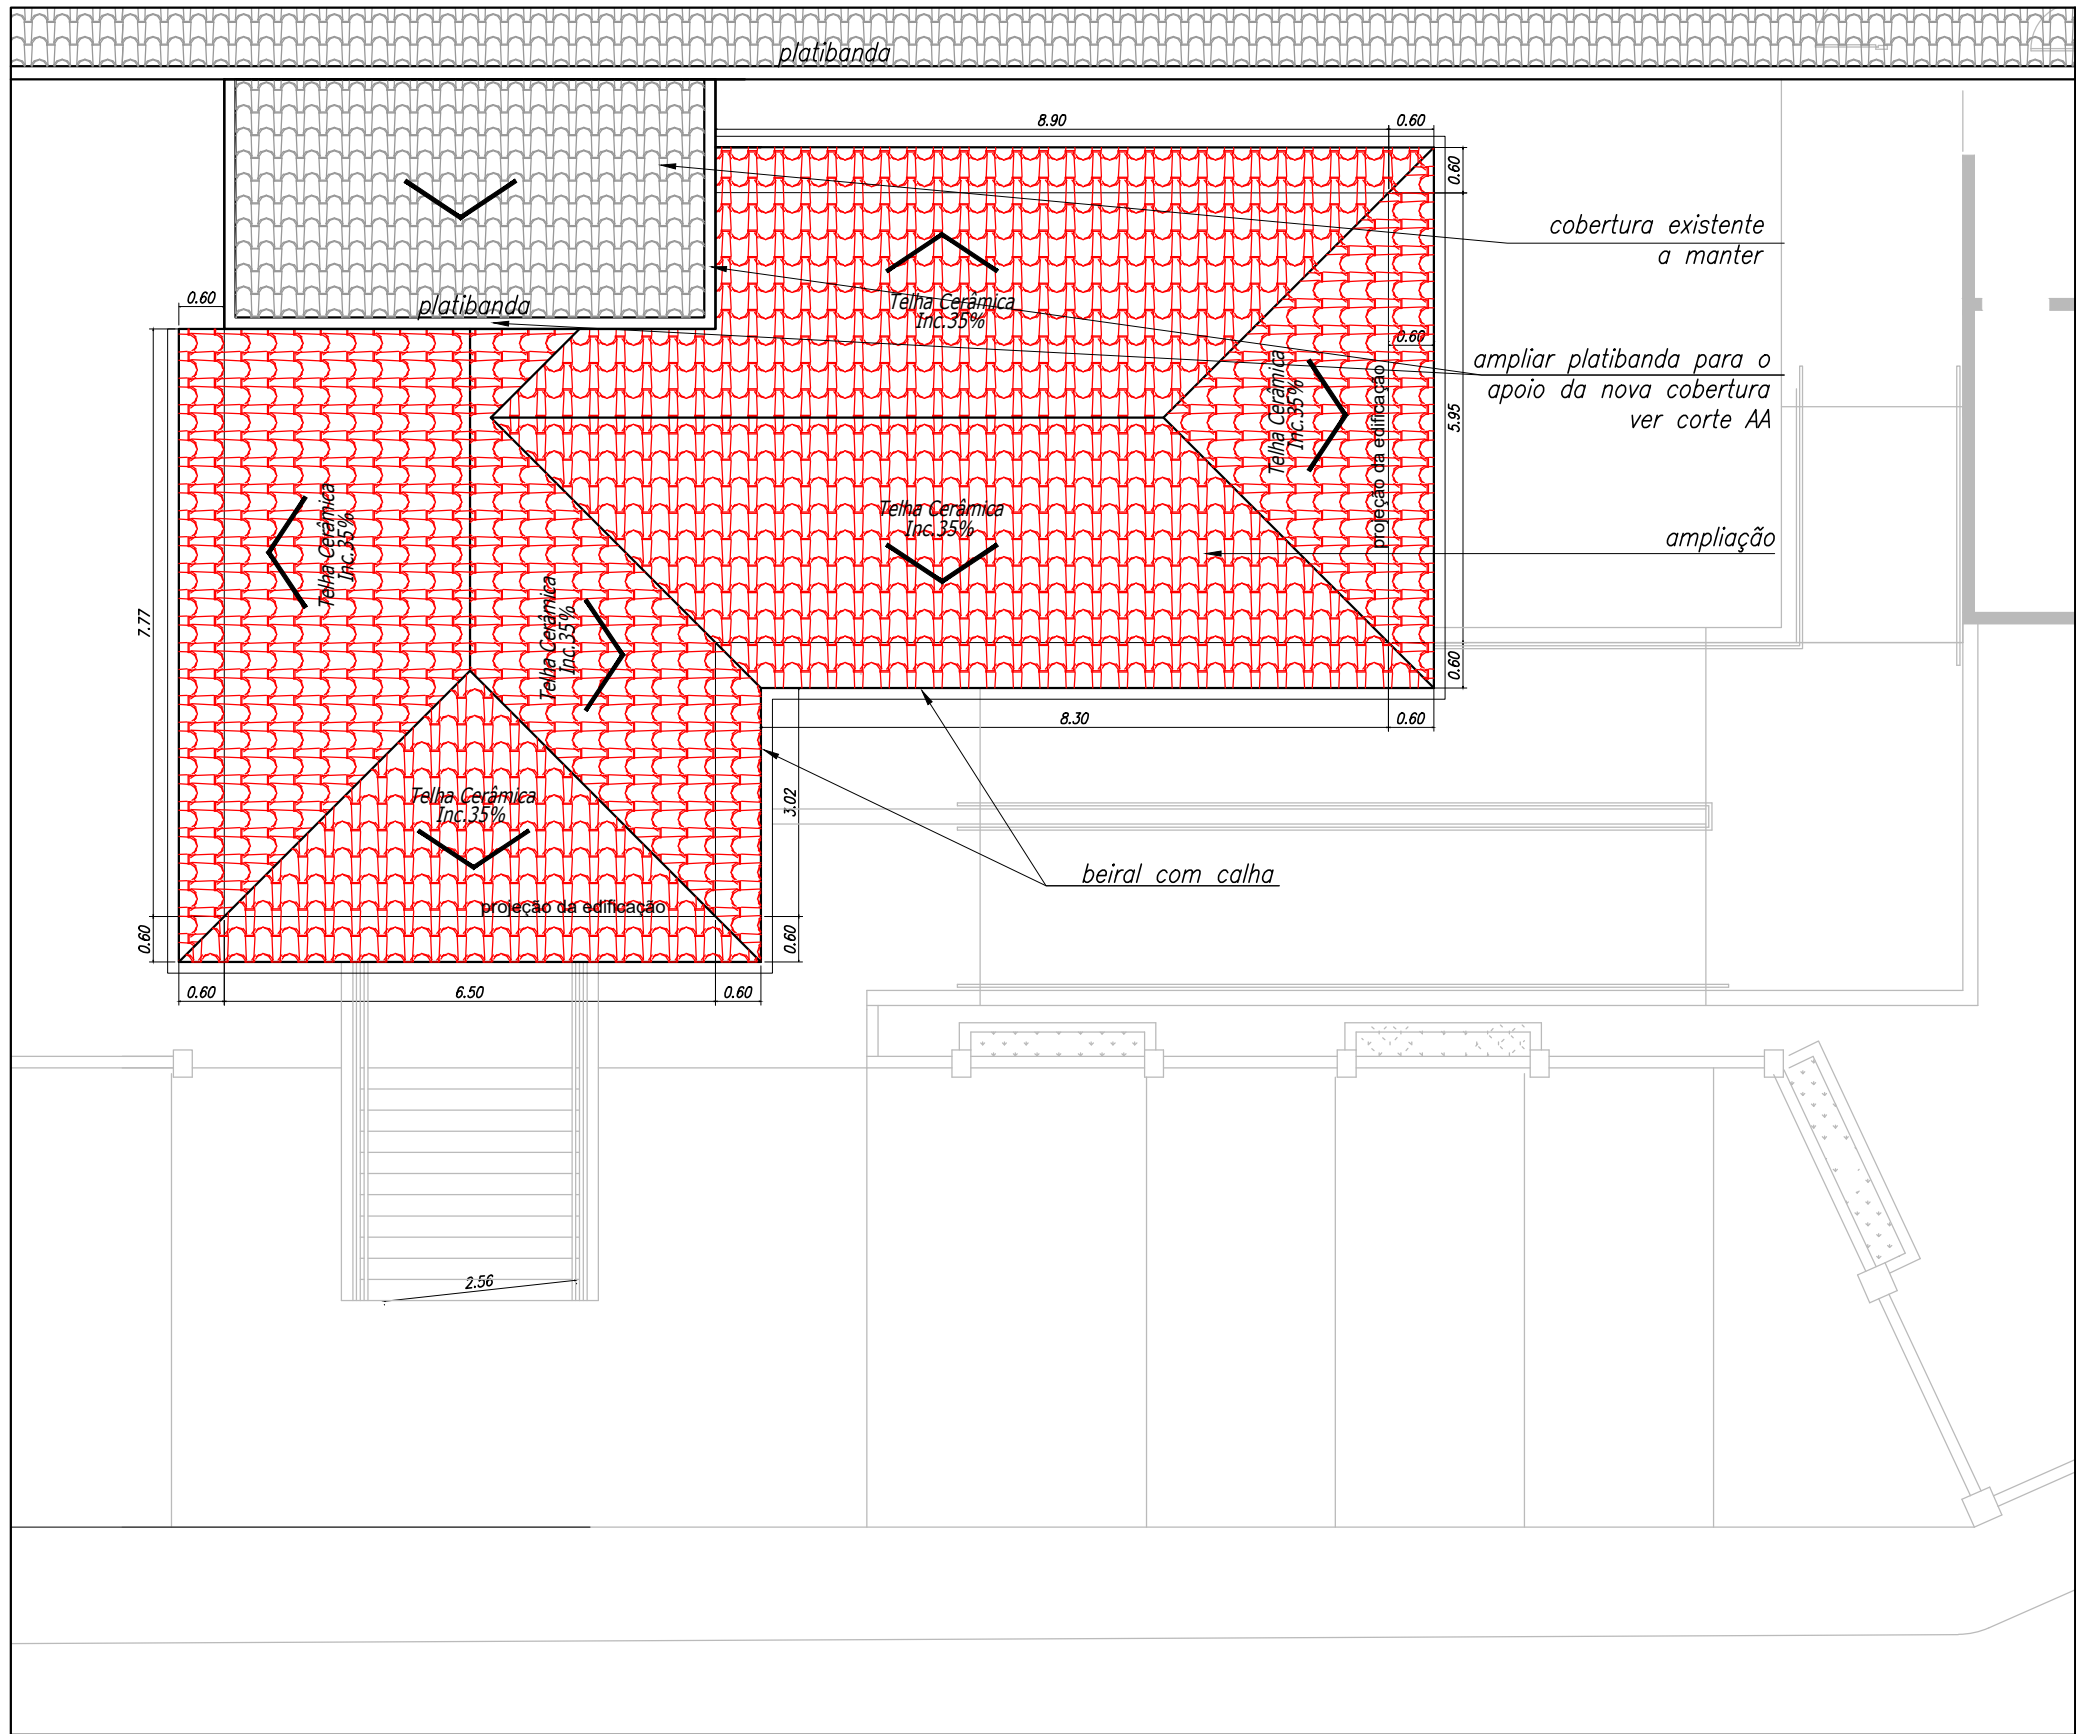 platibanda
8.90
0.60
0.60
cobertura existente
a manter
0.60
platibanda
Telha Cerâmica
Inc.35%
0.60
ampliar platibanda para o
apoio da nova cobertura
ver corte AA
Telha Cerâmica
Inc.35%
projeção da edificação
5.95
Telha Cerâmica
Inc.35%
Telha Cerâmica
Inc.35%
ampliação
7.77
Telha Cerâmica
Inc.35%
0.60
8.30
0.60
Telha Cerâmica
Inc.35%
3.02
beiral com calha
projeção da edificação
0.60
0.60
0.60
6.50
0.60
2.56